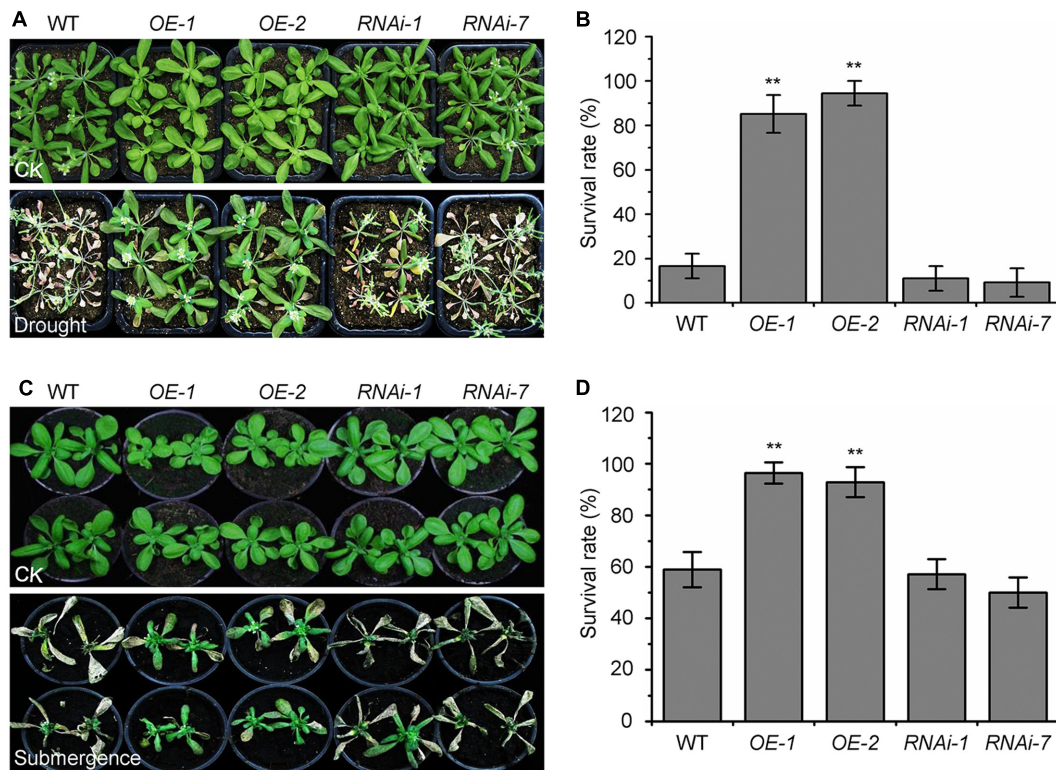 A
WT OE-1 OE-2 RNAi-1 RNAi-7
CK
Drought
B
Survival rate (%)
120
100
80
60
40
20
0
** **
WT OE-1 OE-2 RNAi-1 RNAi-7
C
WT OE-1 OE-2 RNAi-1 RNAi-7
CK
Submergence
D
Survival rate (%)
120
100
80
60
40
20
0
** **
WT OE-1 OE-2 RNAi-1 RNAi-7